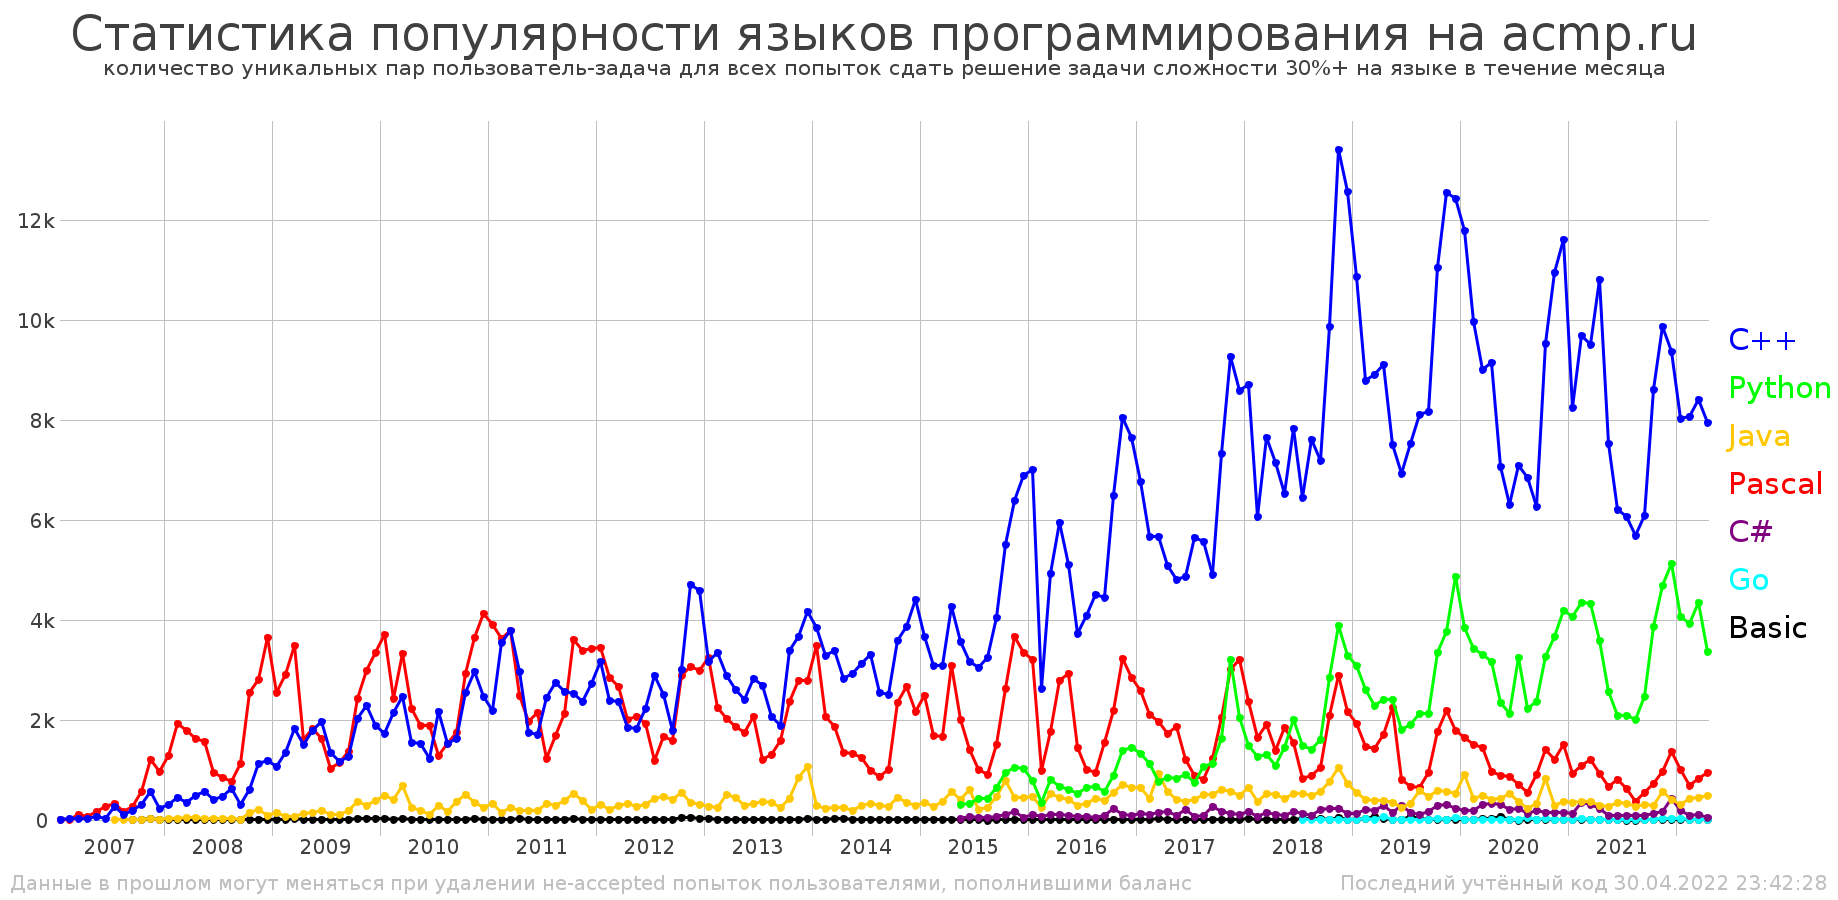 Статистика популярности языков программирования на acmp.ru
количество уникальных пар пользователь-задача для всех попыток сдать решение задачи сложности 30%+ на языке в течение месяца
12k
10k
8k
6k
4k
2k
0
C++
Python
Java
Pascal
C#
Go
Basic
2007 2008 2009 2010 2011 2012 2013 2014 2015 2016 2017 2018 2019 2020 2021
Данные в прошлом могут меняться при удалении не-accepted попыток пользователями, пополнившими баланс
Последний учтённый код 30.04.2022 23:42:28